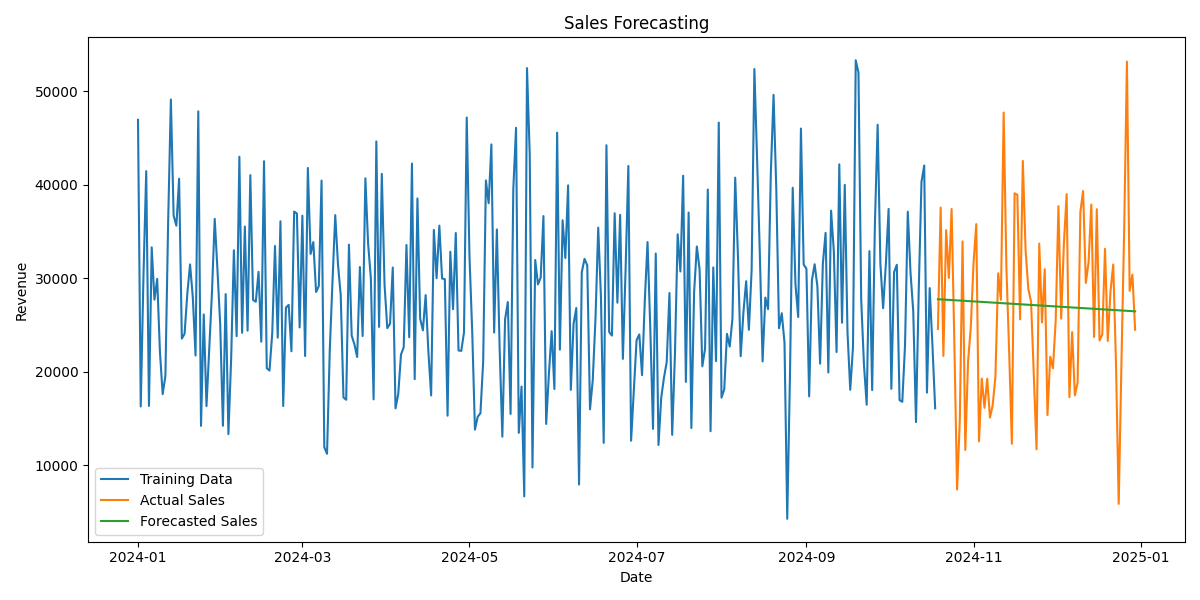 Sales Forecasting
Revenue
50000
40000
30000
20000
10000
Training Data
Actual Sales
Forecasted Sales
2024-01
2024-03
2024-05
2024-07
2024-09
2024-11
2025-01
Date